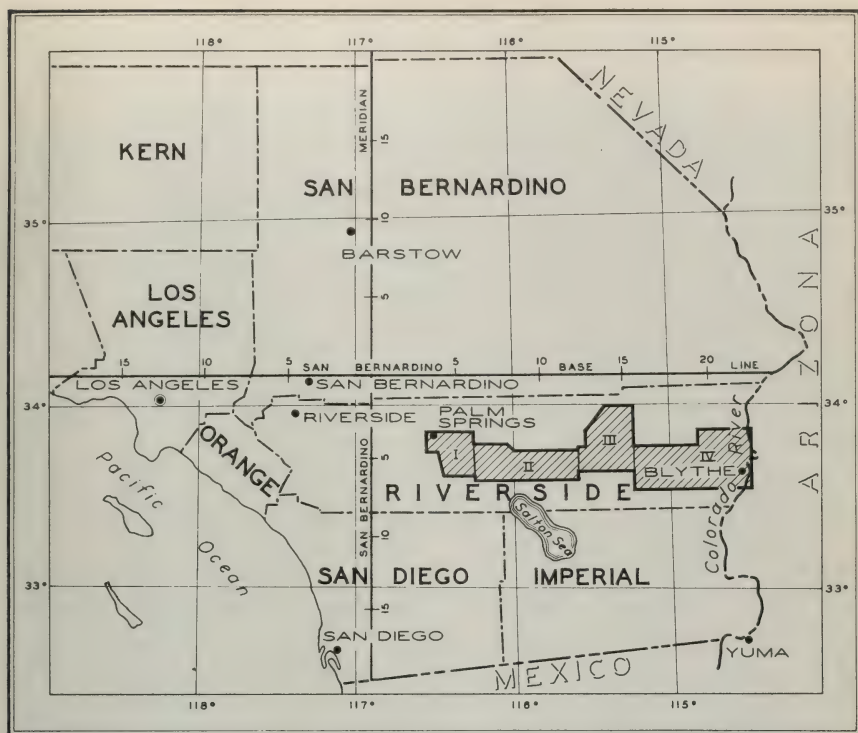 118° 117° 116° 115°
NEVADA
MERIDIAN
15
KERN
SAN BERNARDINO
35° 10 35°
BARSTOW
LOS ANGELES
5
ARIZONA
15 10 5 SAN BERNARDINO 5 10 BASE 15 20 LINE
LOS ANGELES
SAN BERNARDINO
34° 34°
RIVERSIDE
PALM SPRINGS
ORANGE
I II III IV
5
BLYTHE
RIVERSIDE
SAN BERNARDINO
Colorado River
Salton Sea
Pacific Ocean
10
SAN DIEGO IMPERIAL
33° 33°
15
SAN DIEGO
YUMA
MEXICO
118° 117° 116° 115°